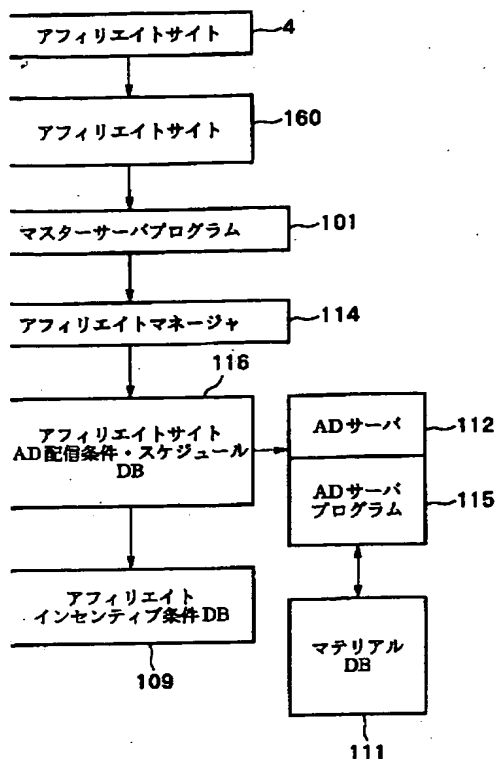 アフィリエイトサイト
4
アフィリエイトサイト
160
マスターサーバプログラム
101
アフィリエイトマネージャ
114
116
アフィリエイトサイト
AD配信条件・スケジュール
DB
ADサーバ
112
ADサーバ
プログラム
115
アフィリエイト
インセンティブ条件DB
109
マテリアル
DB
111